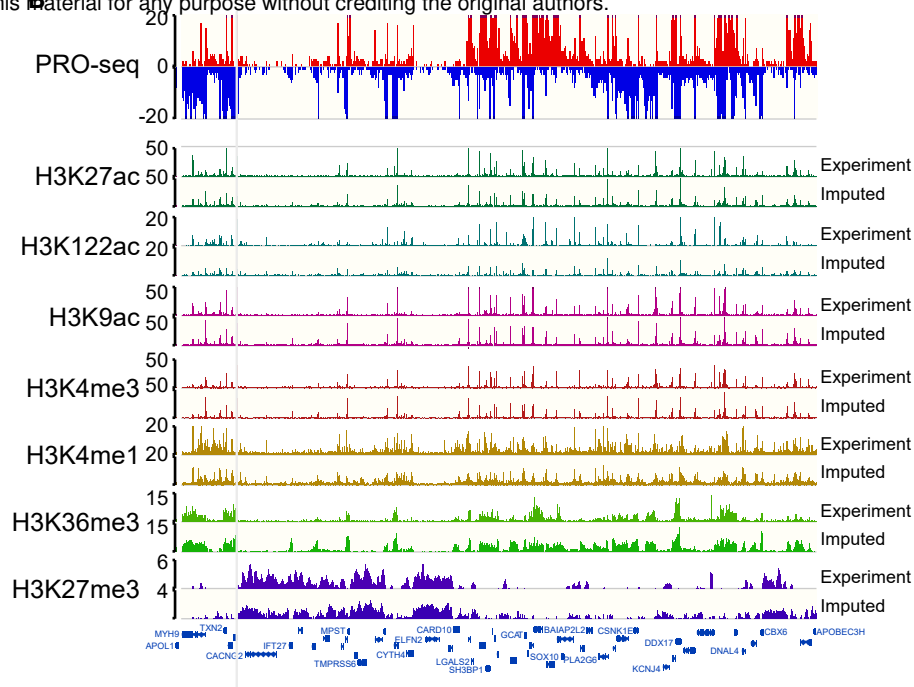 his material for any purpose without crediting the original authors.
20
PRO-seq 0
-20
50
H3K27ac Experiment
50
Imputed
20
H3K122ac Experiment
20
Imputed
50
H3K9ac Experiment
50
Imputed
50
H3K4me3 Experiment
50
Imputed
20
H3K4me1 Experiment
20
Imputed
15
H3K36me3 Experiment
15
Imputed
6
H3K27me3 Experiment
4
Imputed
MYH9 TXN2 MPST CARD10 BAIAP2L2 CSNK1E CBX6 APOBEC3H
ELFN2 GCAT
APOL1 IFT27 DDX17
CACNG2 CYTH4 SOX10 PLA2G6 DNAL4
TMPRSS6 LGALS2 KCNJ4
SH3BP1